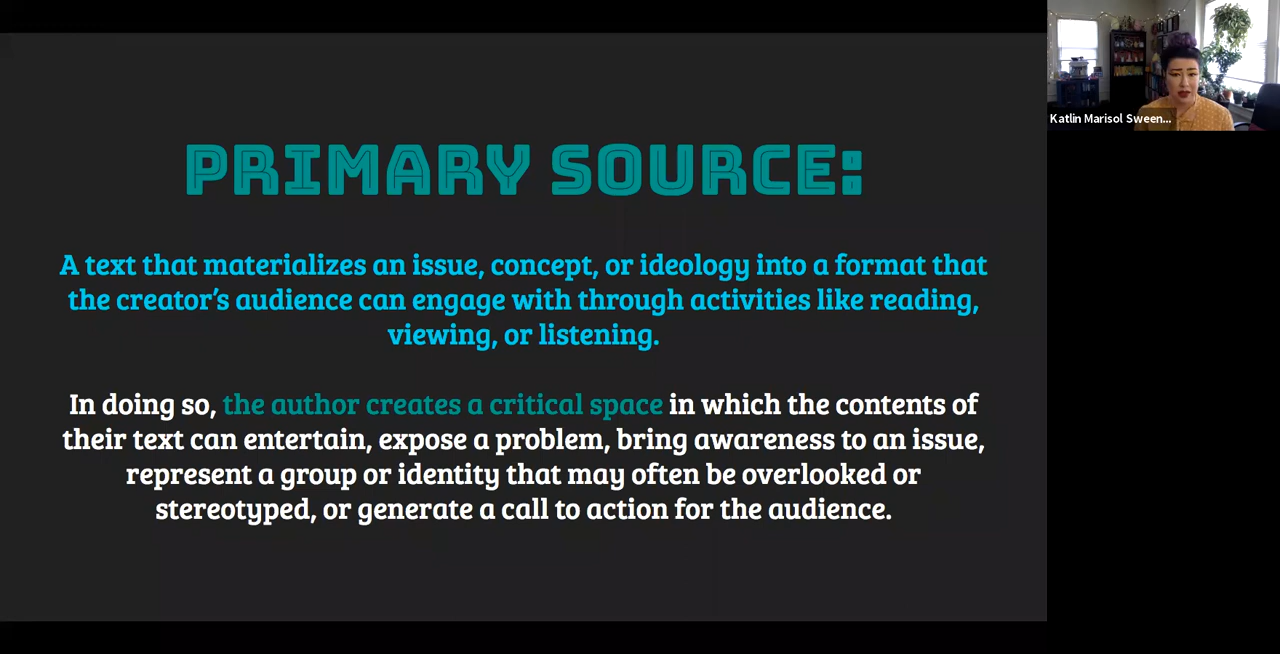 PRIMARY SOURCE:
A text that materializes an issue, concept, or ideology into a format that
the creator's audience can engage with through activities like reading,
viewing, or listening.
In doing so, the author creates a critical space in which the contents of
their text can entertain, expose a problem, bring awareness to an issue,
represent a group or identity that may often be overlooked or
stereotyped, or generate a call to action for the audience.
Katlin Marisol Sween...